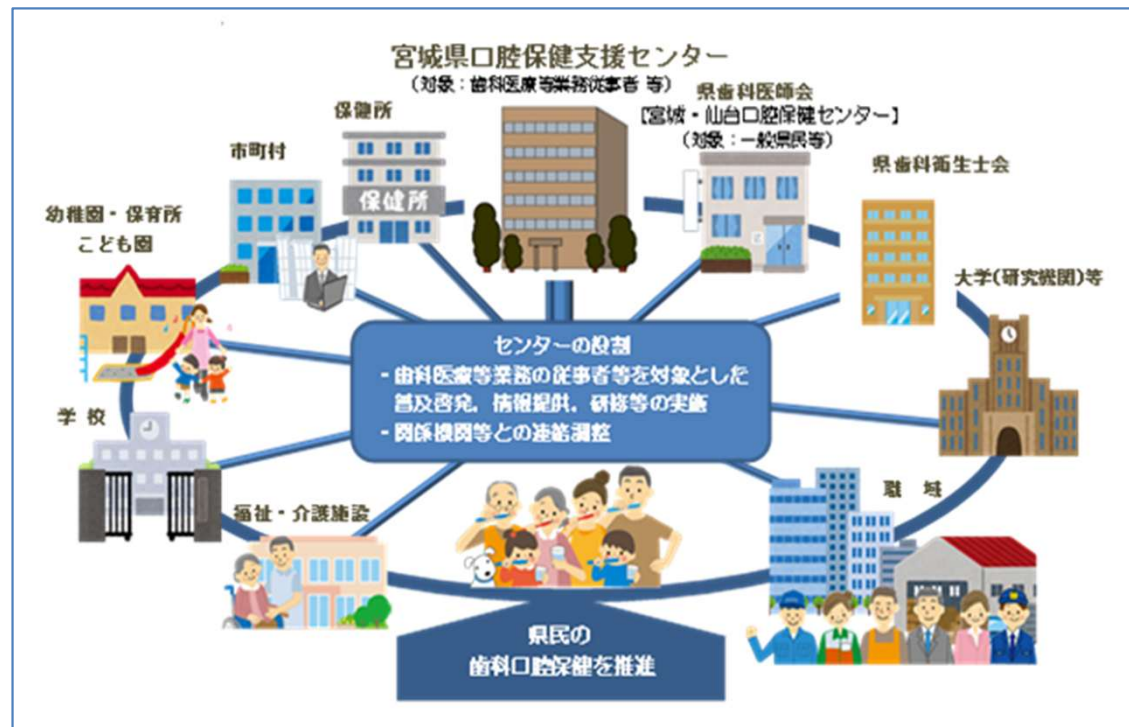 宮城県口腔保健支援センター
(対象:歯科医療等業務従事者 等)
県歯科医師会
【宮城・仙台口腔保健センター】
(対象:一般県民等)
保健所
保健所
市町村
県歯科衛生士会
幼稚園・保育所
こども園
大学(研究機関)等
センターの役割
・歯科医療等業務の従事者等を対象とした
普及啓発,情報提供,研修等の実施
・関係機関等との連絡調整
学 校
職 域
福祉・介護施設
県民の
歯科口腔保健を推進